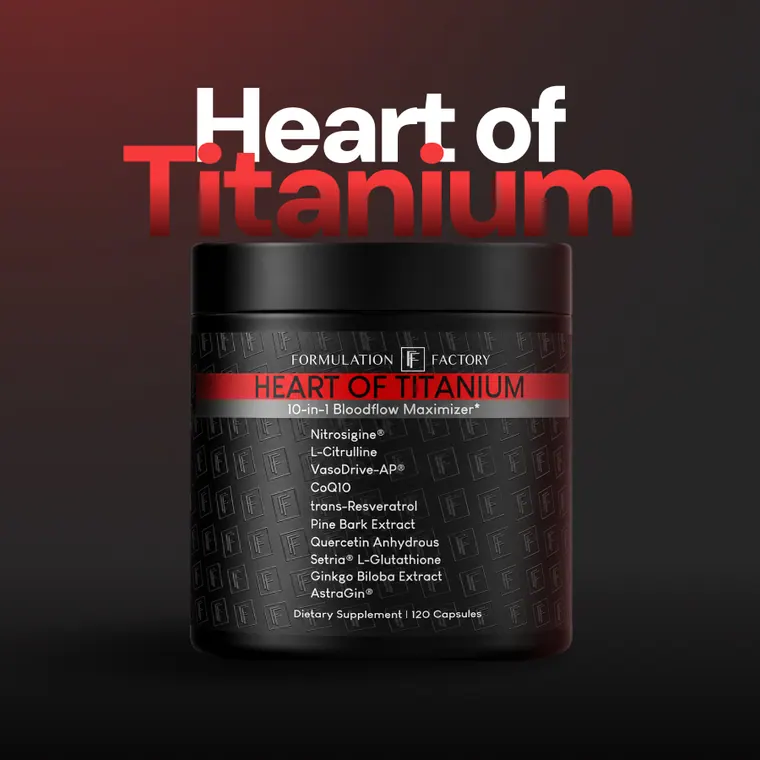 Heart of
Titanium
FORMULATION FF FACTORY
HEART OF TITANIUM
10-in-1 Bloodflow Maximizer*
Nitrosigine®
L-Citrulline
VasoDrive-AP®
CoQ10
trans-Resveratrol
Pine Bark Extract
Quercetin Anhydrous
Setria® L-Glutathione
Ginkgo Biloba Extract
AstraGin®
Dietary Supplement | 120 Capsules